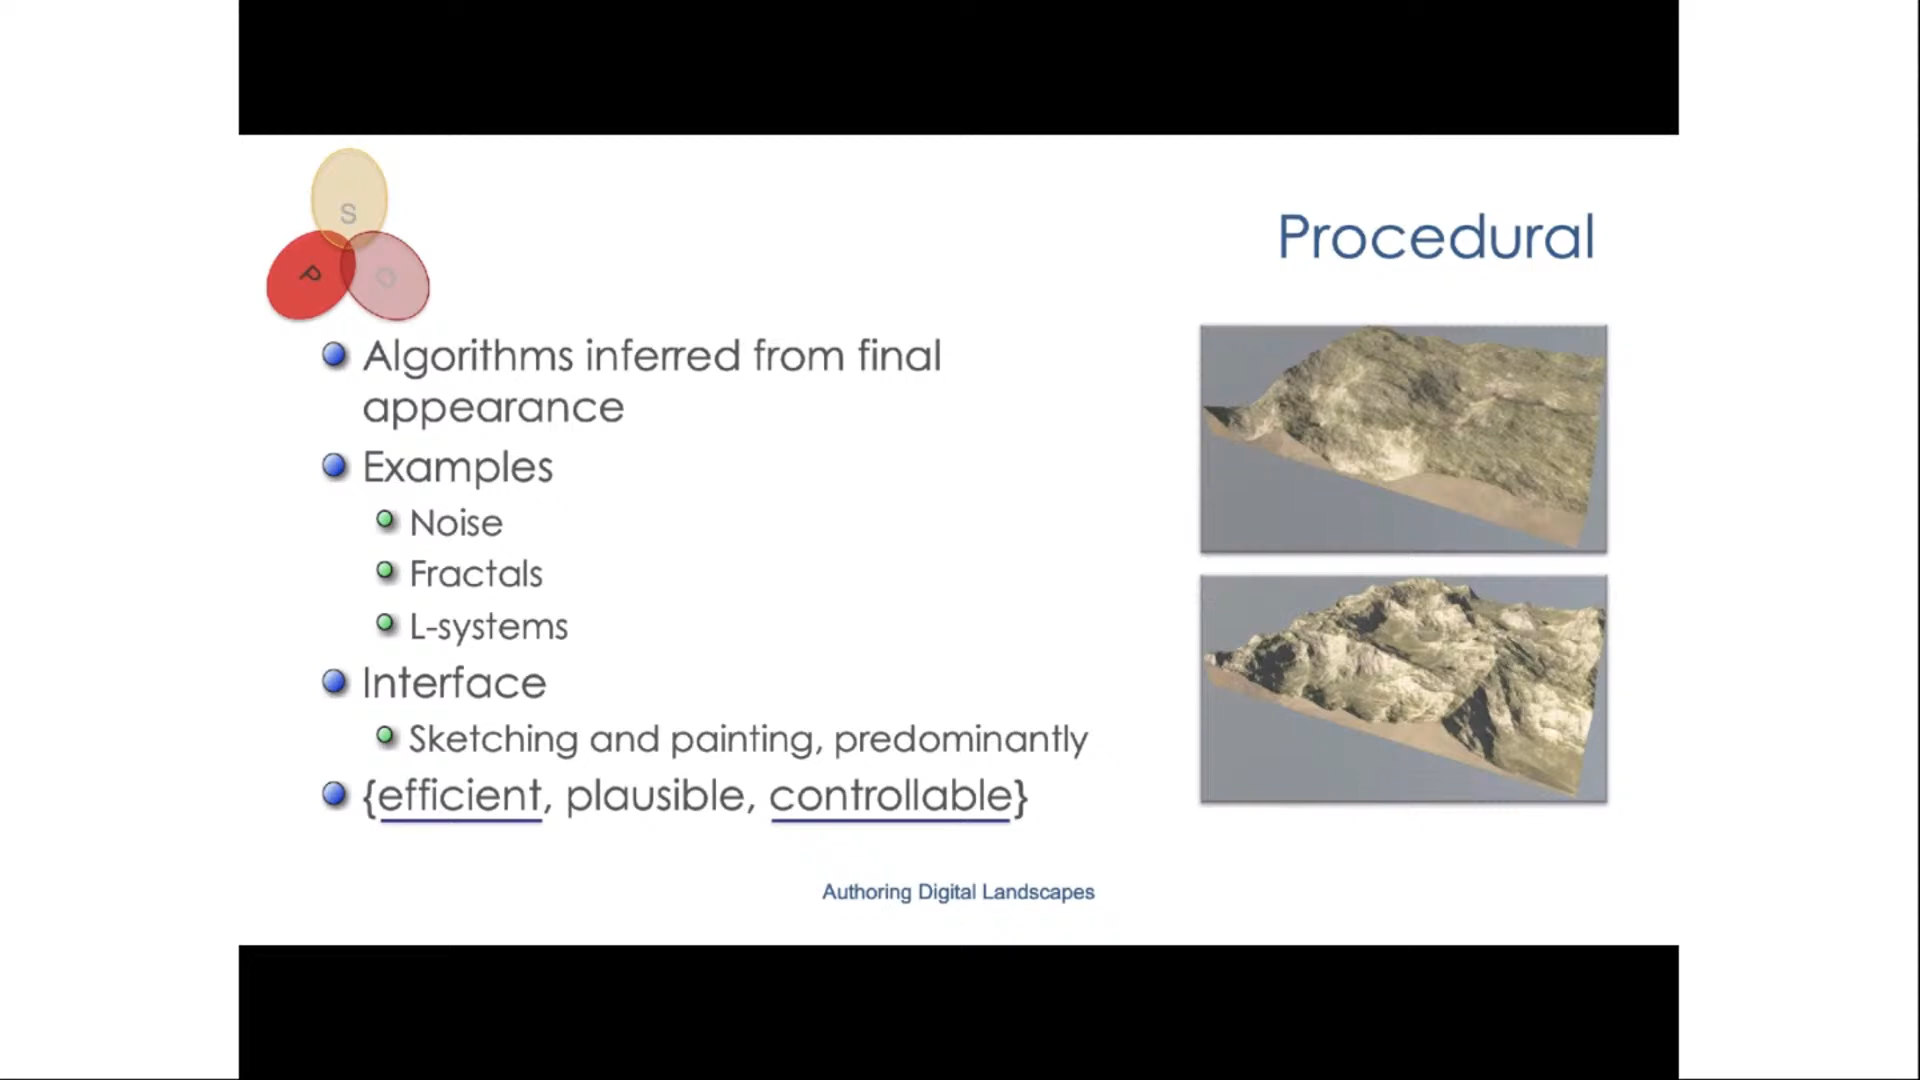 S
P
D
Procedural
Algorithms inferred from final
appearance
Examples
Noise
Fractals
L-systems
Interface
Sketching and painting, predominantly
{efficient, plausible, controllable}
Authoring Digital Landscapes